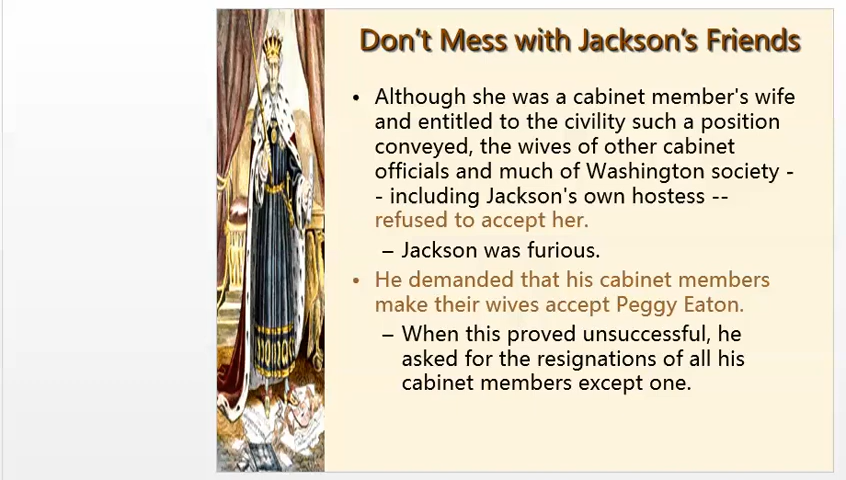 Don't Mess with Jackson's Friends
• Although she was a cabinet member's wife
and entitled to the civility such a position
conveyed, the wives of other cabinet
officials and much of Washington society -
- including Jackson's own hostess --
refused to accept her.
– Jackson was furious.
• He demanded that his cabinet members
make their wives accept Peggy Eaton.
– When this proved unsuccessful, he
asked for the resignations of all his
cabinet members except one.